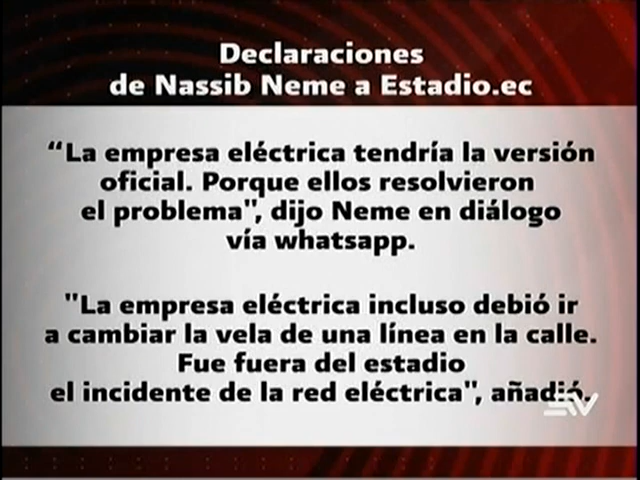 Declaraciones
de Nassib Neme a Estadio.ec
“La empresa eléctrica tendría la versión
oficial. Porque ellos resolvieron
el problema", dijo Neme en diálogo
vía whatsapp.
"La empresa eléctrica incluso debió ir
a cambiar la vela de una línea en la calle.
Fue fuera del estadio
el incidente de la red eléctrica", añadió.